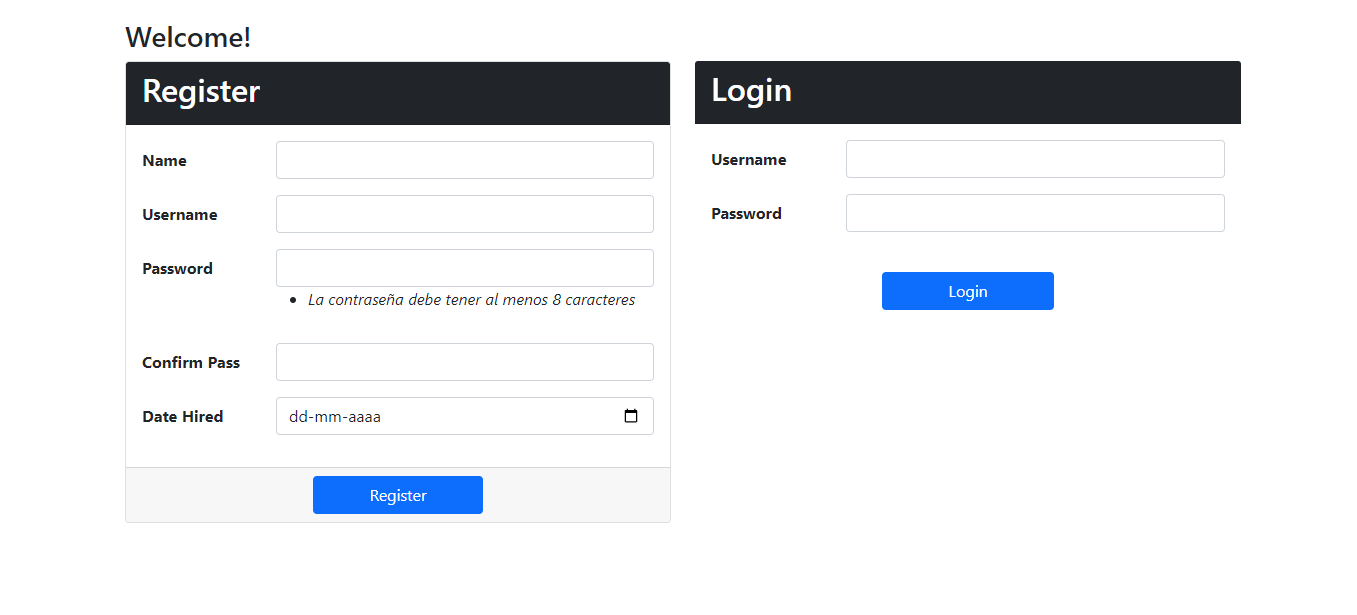 Welcome!
Register
Name
Username
Password
La contraseña debe tener al menos 8 caracteres
Confirm Pass
Date Hired
dd-mm-aaaa
Register
Login
Username
Password
Login